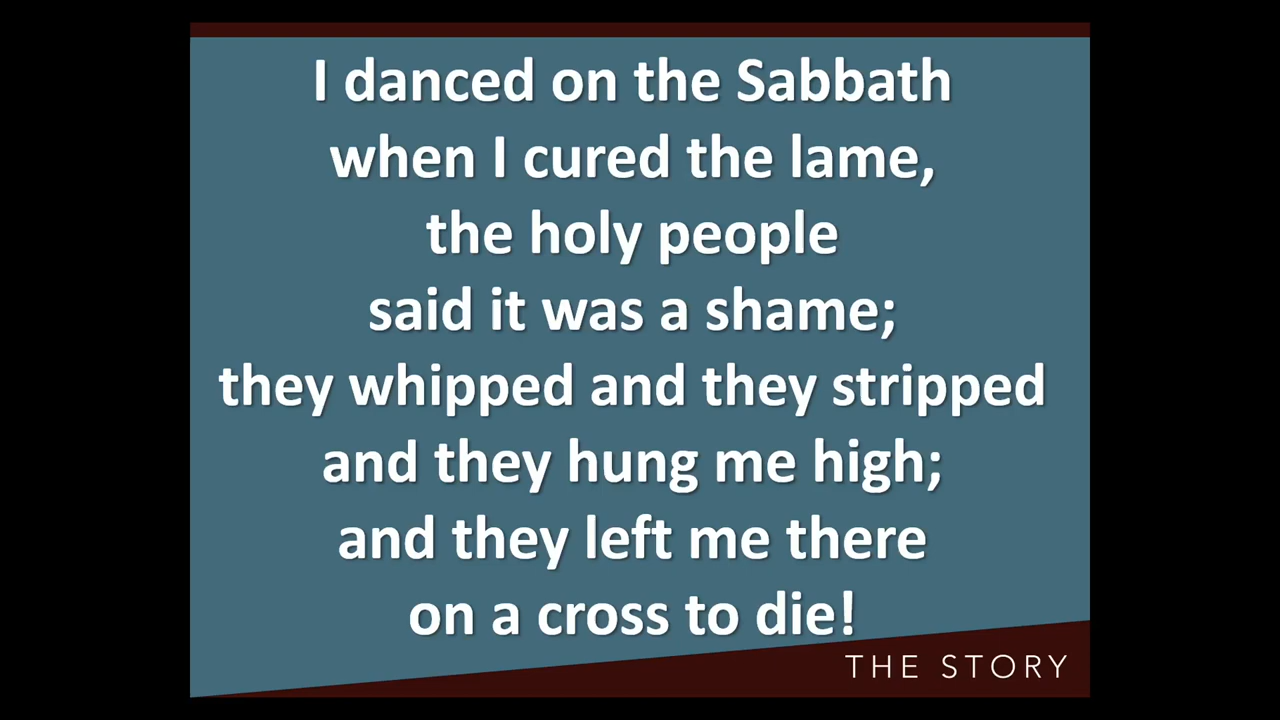 I danced on the Sabbath
when I cured the lame,
the holy people
said it was a shame;
they whipped and they stripped
and they hung me high;
and they left me there
on a cross to die!
THE STORY